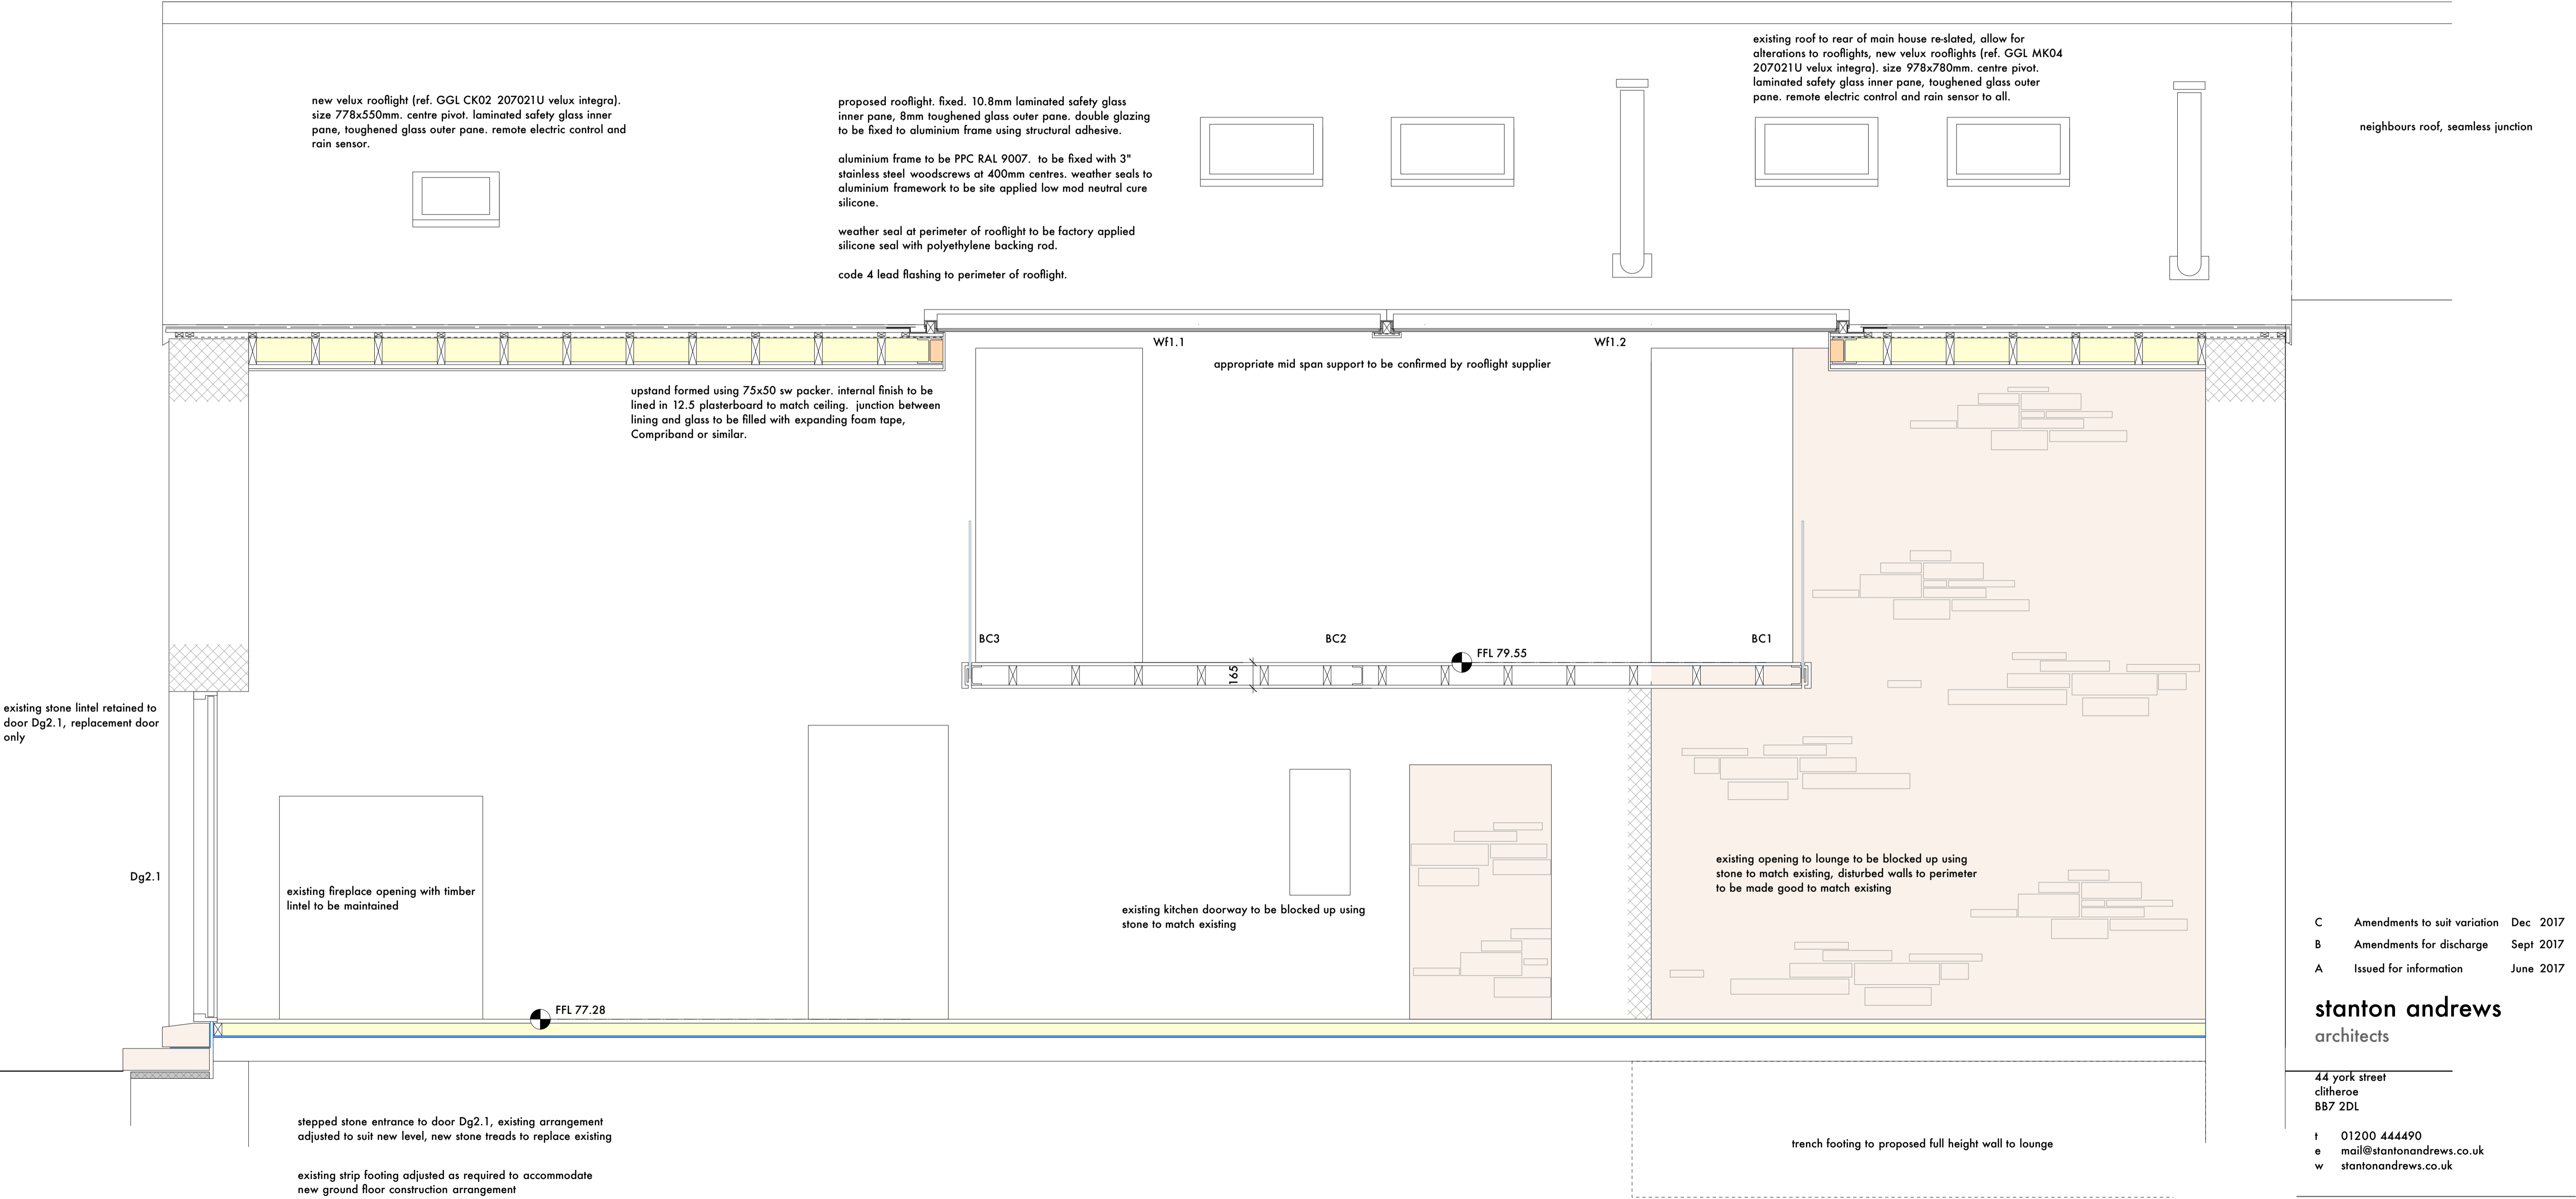 existing roof to rear of main house re-slated, allow for
alterations to rooflights, new velux rooflights (ref. GGL MK04
207021U velux integra). size 978x780mm. centre pivot.
laminated safety glass inner pane, toughened glass outer
pane. remote electric control and rain sensor to all.
new velux rooflight (ref. GGL CK02 207021U velux integra).
size 778x550mm. centre pivot. laminated safety glass inner
pane, toughened glass outer pane. remote electric control and
rain sensor.
proposed rooflight. fixed. 10.8mm laminated safety glass
inner pane, 8mm toughened glass outer pane. double glazing
to be fixed to aluminium frame using structural adhesive.
aluminium frame to be PPC RAL 9007. to be fixed with 3"
stainless steel woodscrews at 400mm centres. weather seals to
aluminium framework to be site applied low mod neutral cure
silicone.
weather seal at perimeter of rooflight to be factory applied
silicone seal with polyethylene backing rod.
code 4 lead flashing to perimeter of rooflight.
neighbours roof, seamless junction
Wf1.1
Wf1.2
appropriate mid span support to be confirmed by rooflight supplier
upstand formed using 75x50 sw packer. internal finish to be
lined in 12.5 plasterboard to match ceiling. junction between
lining and glass to be filled with expanding foam tape,
Compriband or similar.
BC3
BC2
BC1
FFL 79.55
165
existing stone lintel retained to
door Dg2.1, replacement door
only
Dg2.1
existing fireplace opening with timber
lintel to be maintained
existing kitchen doorway to be blocked up using
stone to match existing
existing opening to lounge to be blocked up using
stone to match existing, disturbed walls to perimeter
to be made good to match existing
FFL 77.28
C Amendments to suit variation Dec 2017
B Amendments for discharge Sept 2017
A Issued for information June 2017
stanton andrews
architects
44 york street
clitheroe
BB7 2DL
t 01200 444490
e mail@stantonandrews.co.uk
w stantonandrews.co.uk
stepped stone entrance to door Dg2.1, existing arrangement
adjusted to suit new level, new stone treads to replace existing
existing strip footing adjusted as required to accommodate
new ground floor construction arrangement
trench footing to proposed full height wall to lounge